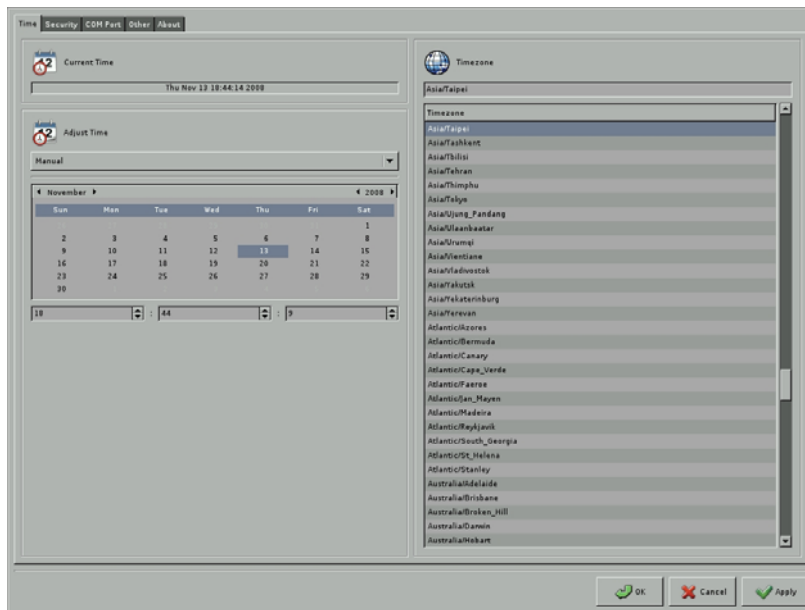 Time Security COM Port Other About
Current Time
Thu Nov 13 18:44:14 2008
Adjust Time
Manual
November 2008
Sun Mon Tue Wed Thu Fri Sat
1
2 3 4 5 6 7 8
9 10 11 12 13 14 15
16 17 18 19 20 21 22
23 24 25 26 27 28 29
30
18 : 44 : 9
Timezone
Asia/Taipei
Timezone
Asia/Taipei
Asia/Tashkent
Asia/Tbilisi
Asia/Tehran
Asia/Thimphu
Asia/Tokyo
Asia/Ujung_Pandang
Asia/Ulaanbaatar
Asia/Urumqi
Asia/Vientiane
Asia/Vladivostok
Asia/Yakutsk
Asia/Yekaterinburg
Asia/Yerevan
Atlantic/Azores
Atlantic/Bermuda
Atlantic/Canary
Atlantic/Cape_Verde
Atlantic/Faeroe
Atlantic/Jan_Mayen
Atlantic/Madeira
Atlantic/Reykjavik
Atlantic/South_Georgia
Atlantic/St_Helena
Atlantic/Stanley
Australia/Adelaide
Australia/Brisbane
Australia/Broken_Hill
Australia/Darwin
Australia/Hobart
OK Cancel Apply